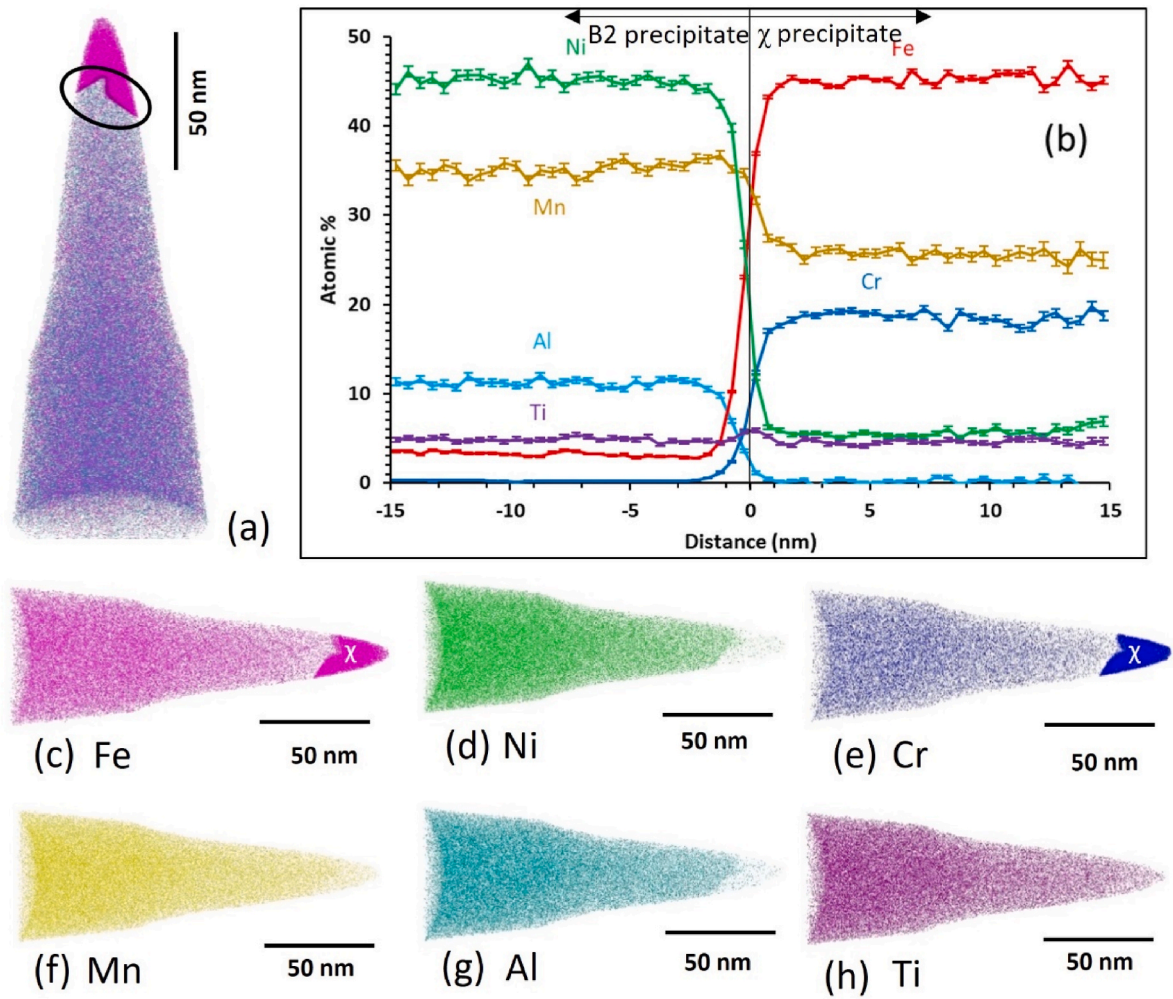 50 nm
(a)
B2 precipitate χ precipitate
Ni
Fe
Mn
Cr
Al
Ti
(b)
Atomic %
50
40
30
20
10
0
-15 -10 -5 0 5 10 15
Distance (nm)
χ
50 nm
(c) Fe
50 nm
(d) Ni
χ
50 nm
(e) Cr
50 nm
(f) Mn
50 nm
(g) Al
50 nm
(h) Ti